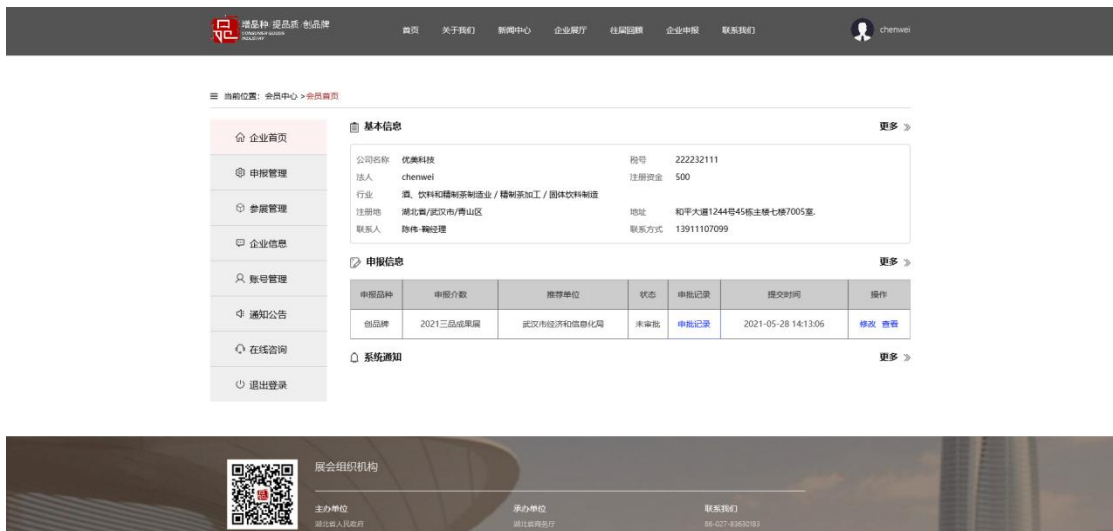 增品种 提品质 创品牌
CONSUMER GOODS
INDUSTRY
首页 关于我们 新闻中心 企业展厅 往届回顾 企业申报 联系我们
chenwei
当前位置：会员中心 >会员首页
企业首页
申报管理
参展管理
企业信息
账号管理
通知公告
在线咨询
退出登录
基本信息 更多
公司名称 优美科技 税号 222232111
法人 chenwei 注册资金 500
行业 酒、饮料和精制茶制造业 / 精制茶加工 / 固体饮料制造
注册地 湖北省/武汉市/青山区 地址 和平大道1244号45栋主楼七楼7005室.
联系人 陈伟-鞠经理 联系方式 13911107099
申报信息 更多
申报品种 申报介数 推荐单位 状态 申批记录 提交时间 操作
创品牌 2021三品成果展 武汉市经济和信息化局 未审批 申批记录 2021-05-28 14:13:06 修改 查看
系统通知 更多
展会组织机构
主办单位 承办单位 联系我们
湖北省人民政府 湖北省商务厅 86-027-83630183